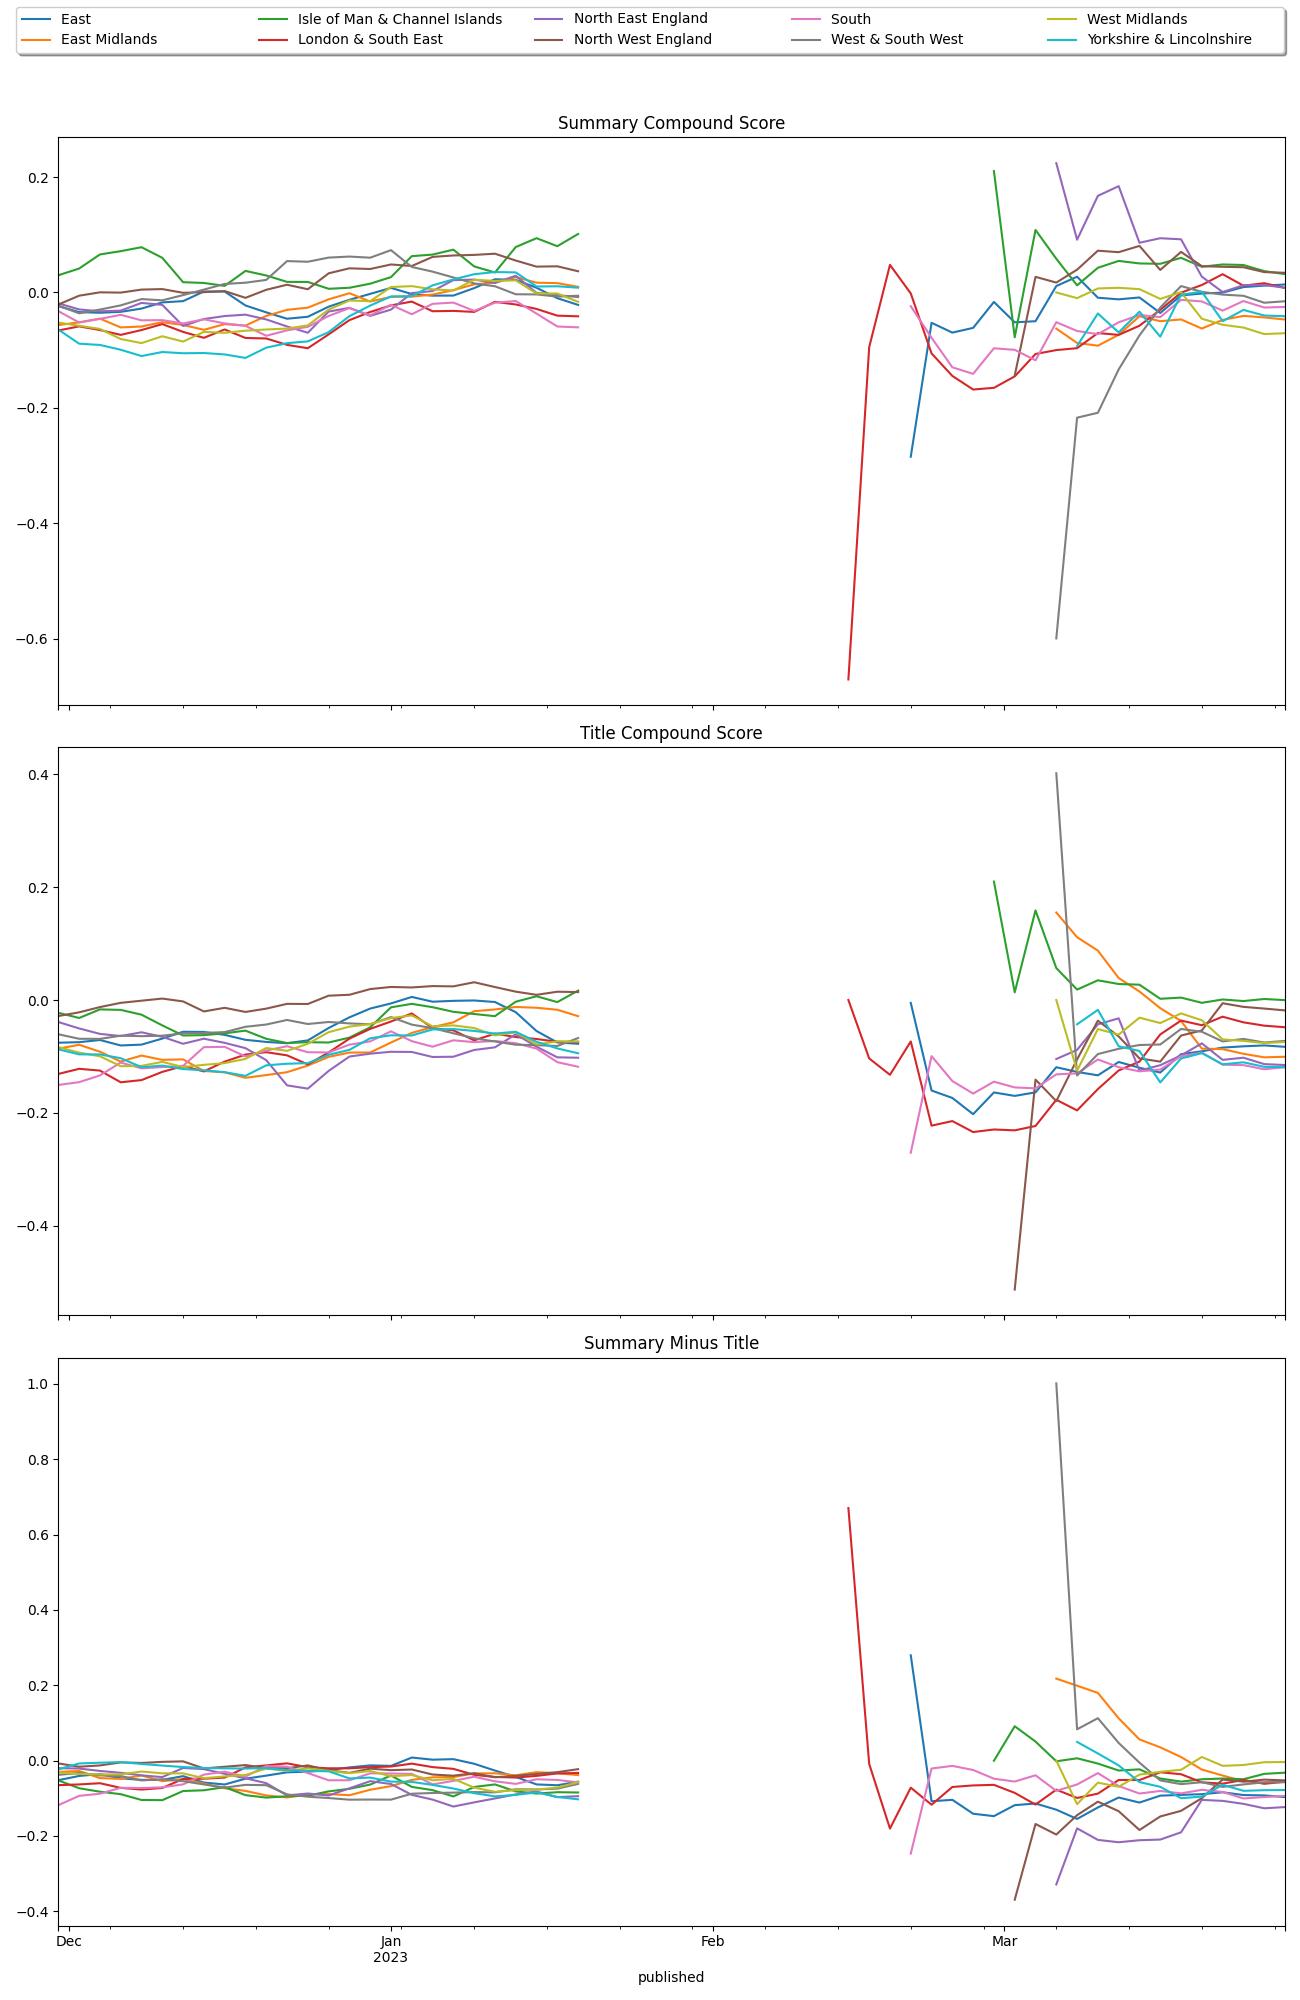 East
East Midlands
Isle of Man & Channel Islands
London & South East
North East England
North West England
South
West & South West
West Midlands
Yorkshire & Lincolnshire
Summary Compound Score
0.2
0.0
−0.2
−0.4
−0.6
Title Compound Score
0.4
0.2
0.0
−0.2
−0.4
Summary Minus Title
1.0
0.8
0.6
0.4
0.2
0.0
−0.2
−0.4
Dec
Jan
2023
Feb
Mar
published